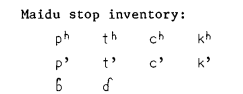 Maidu stop inventory:
pʰ tʰ cʰ kʰ
p’ t’ c’ k’
ɓ ɗ